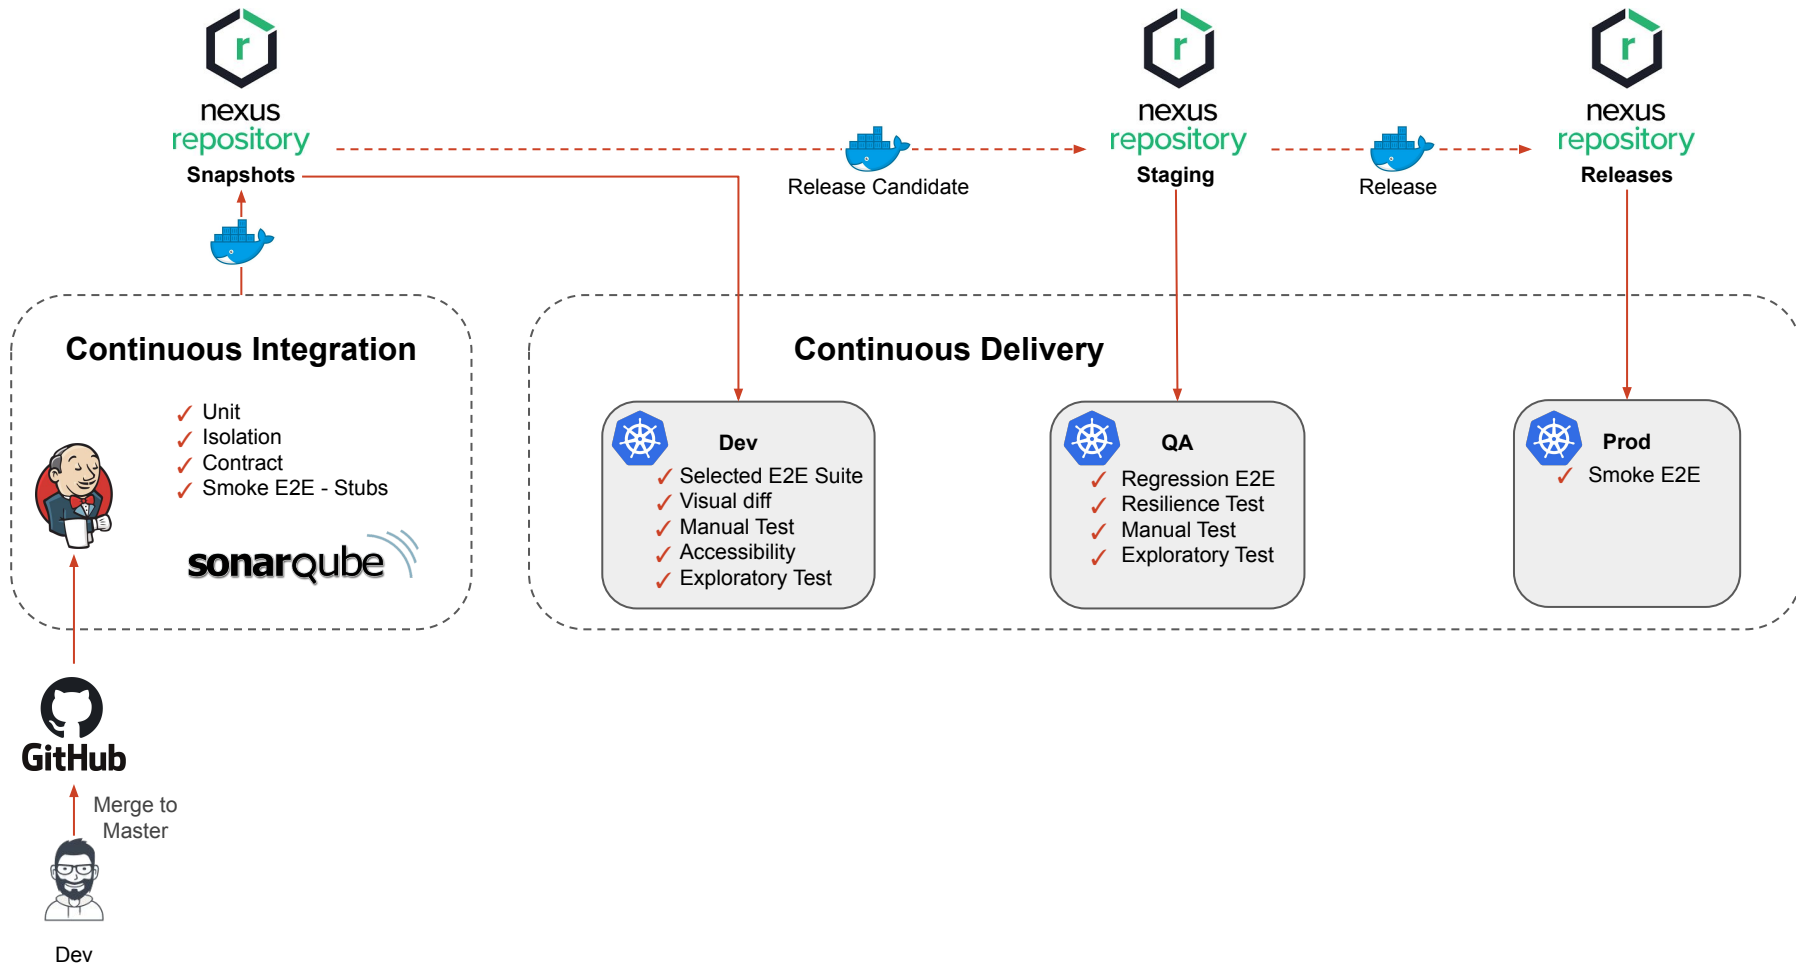 r
nexus
repository
Snapshots
r
nexus
repository
Staging
r
nexus
repository
Releases
Release Candidate
Release
Continuous Integration
✓ Unit
✓ Isolation
✓ Contract
✓ Smoke E2E - Stubs
sonarqube
Continuous Delivery
Dev
✓ Selected E2E Suite
✓ Visual diff
✓ Manual Test
✓ Accessibility
✓ Exploratory Test
QA
✓ Regression E2E
✓ Resilience Test
✓ Manual Test
✓ Exploratory Test
Prod
✓ Smoke E2E
GitHub
Merge to
Master
Dev